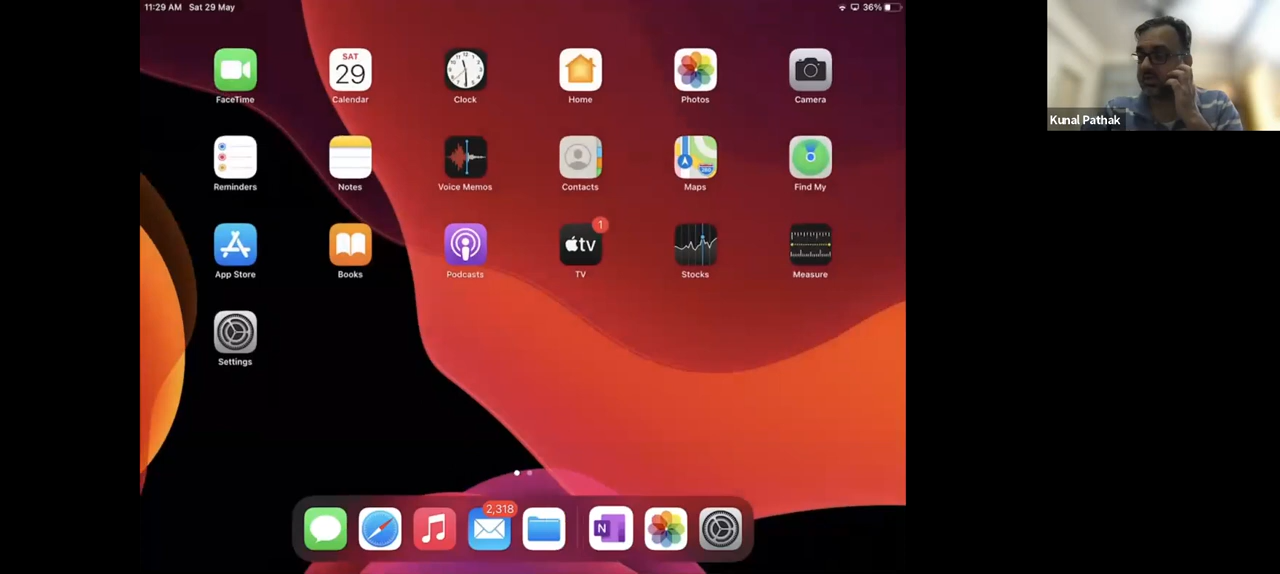 11:29 AM Sat 29 May
36%
SAT
29
FaceTime
Calendar
Clock
Home
Photos
Camera
Kunal Pathak
Reminders
Notes
Voice Memos
Contacts
Maps
Find My
280
1
tv
App Store
Books
Podcasts
TV
Stocks
Measure
Settings
2,318
N